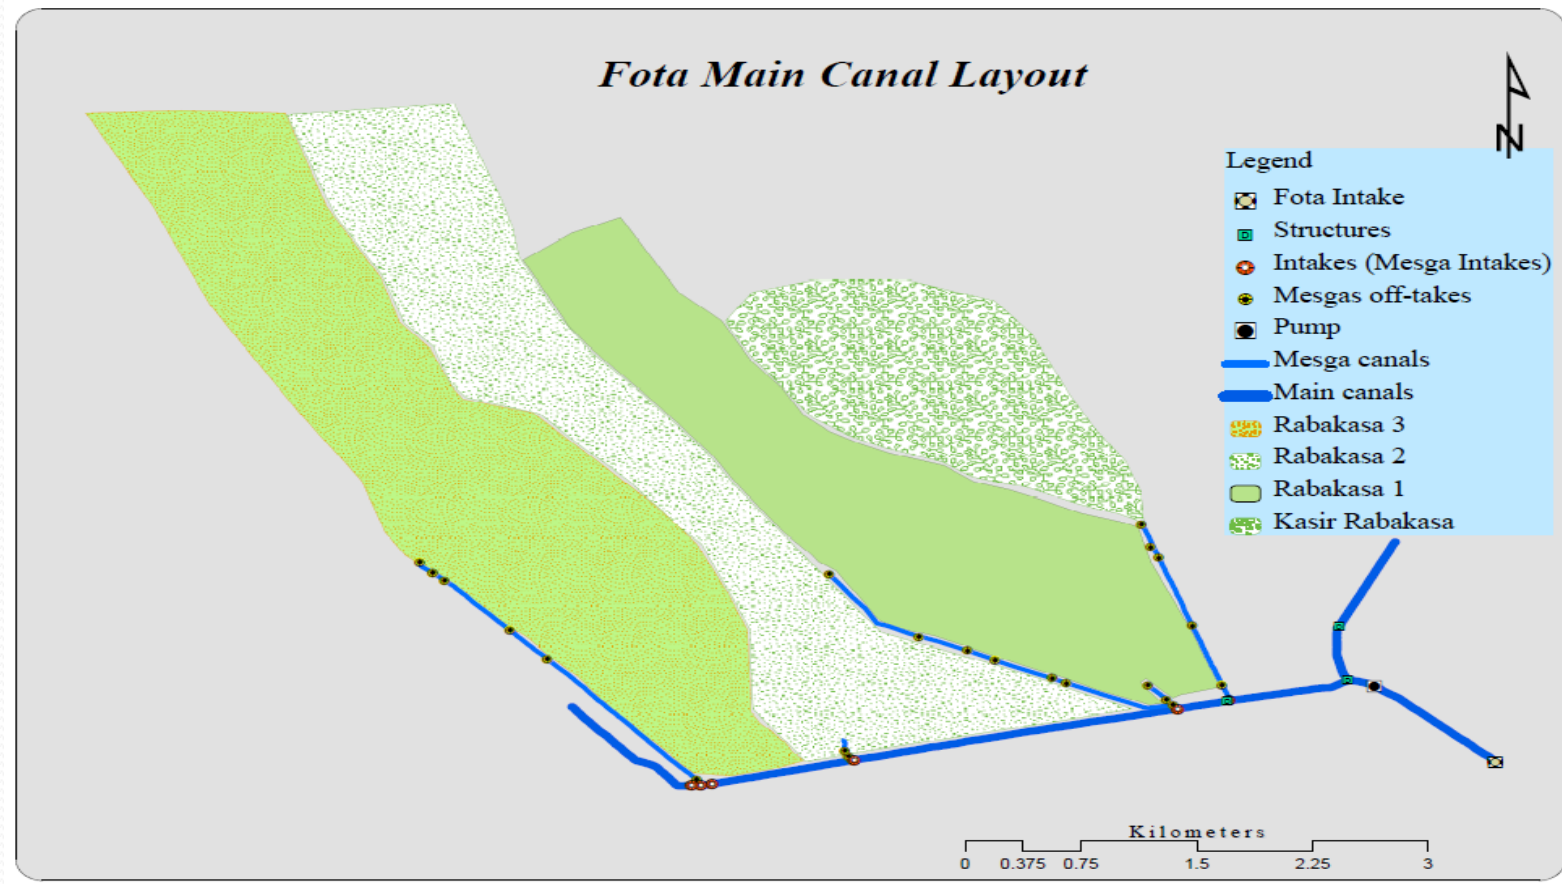 Fota Main Canal Layout
N
Legend
Fota Intake
Structures
Intakes (Mesga Intakes)
Mesgas off-takes
Pump
Mesga canals
Main canals
Rabakasa 3
Rabakasa 2
Rabakasa 1
Kasir Rabakasa
Kilometers
0 0.375 0.75 1.5 2.25 3